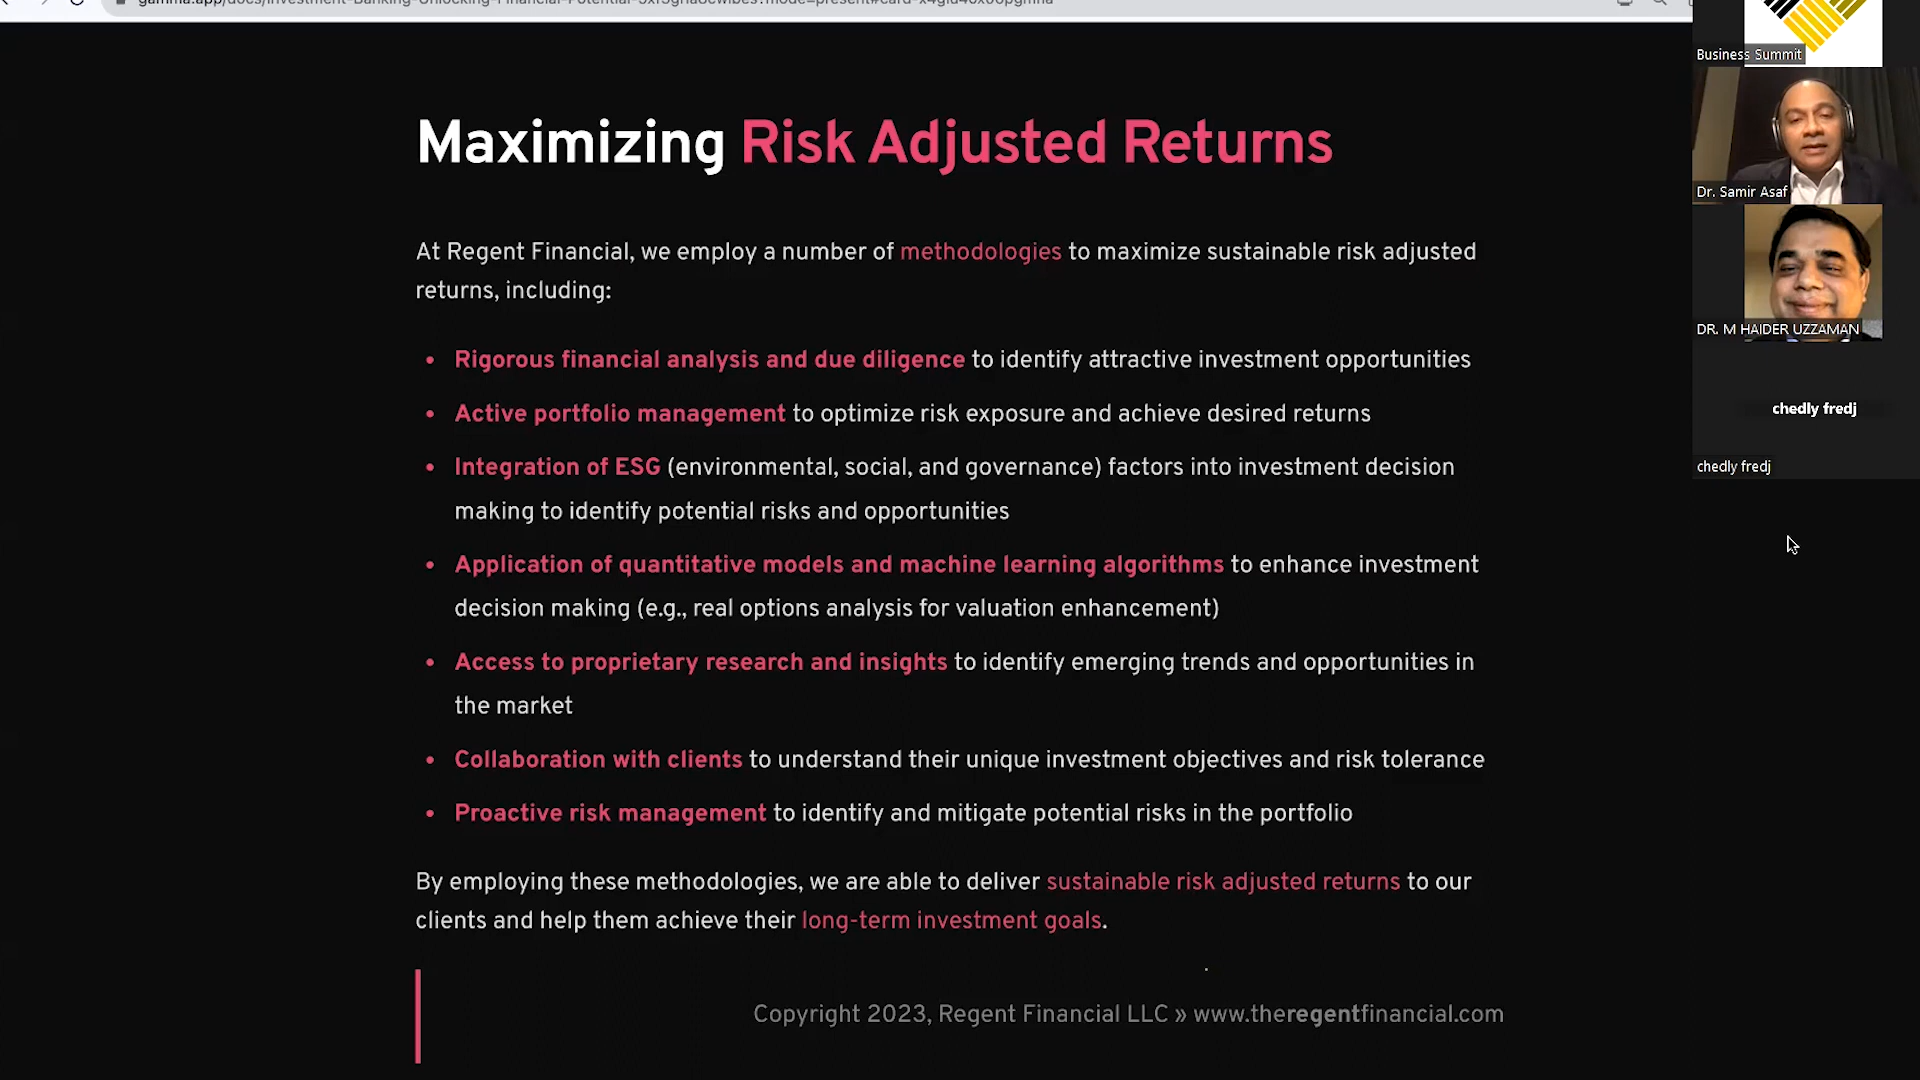 Maximizing Risk Adjusted Returns
At Regent Financial, we employ a number of methodologies to maximize sustainable risk adjusted
returns, including:
• Rigorous financial analysis and due diligence to identify attractive investment opportunities
• Active portfolio management to optimize risk exposure and achieve desired returns
• Integration of ESG (environmental, social, and governance) factors into investment decision
making to identify potential risks and opportunities
• Application of quantitative models and machine learning algorithms to enhance investment
decision making (e.g., real options analysis for valuation enhancement)
• Access to proprietary research and insights to identify emerging trends and opportunities in
the market
• Collaboration with clients to understand their unique investment objectives and risk tolerance
• Proactive risk management to identify and mitigate potential risks in the portfolio
By employing these methodologies, we are able to deliver sustainable risk adjusted returns to our
clients and help them achieve their long-term investment goals.
Copyright 2023, Regent Financial LLC » www.theregentfinancial.com
Business Summit
Dr. Samir Asaf
DR. M HAIDER UZZAMAN
chedly fredj
chedly fredj